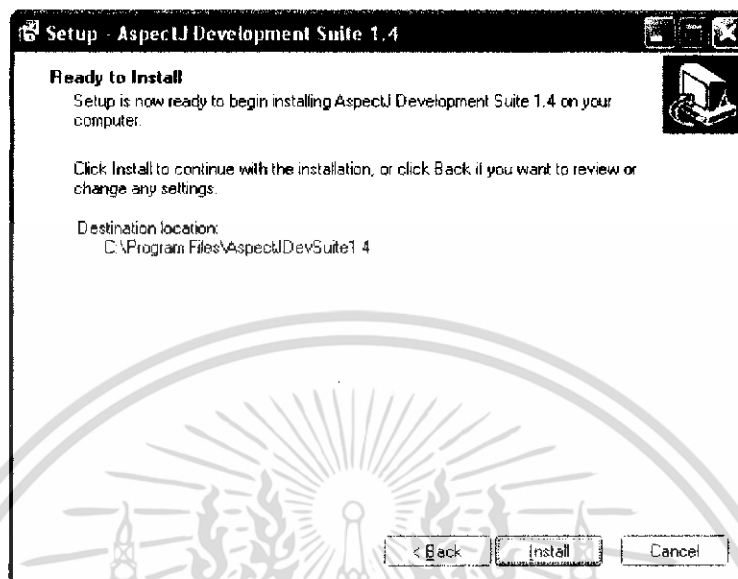 Setup - AspectJ Development Suite 1.4
Ready to Install
Setup is now ready to begin installing AspectJ Development Suite 1.4 on your
computer.
Click Install to continue with the installation, or click Back if you want to review or
change any settings.
Destination location:
C:\Program Files\AspectJDevSuite1.4
< Back
Install
Cancel